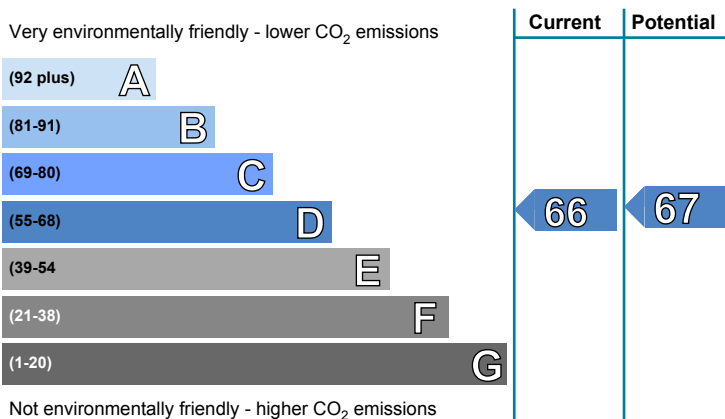 Very environmentally friendly - lower CO2 emissions
Current Potential
(92 plus) A
(81-91) B
(69-80) C
(55-68) D
66 67
(39-54 E
(21-38) F
(1-20) G
Not environmentally friendly - higher CO2 emissions